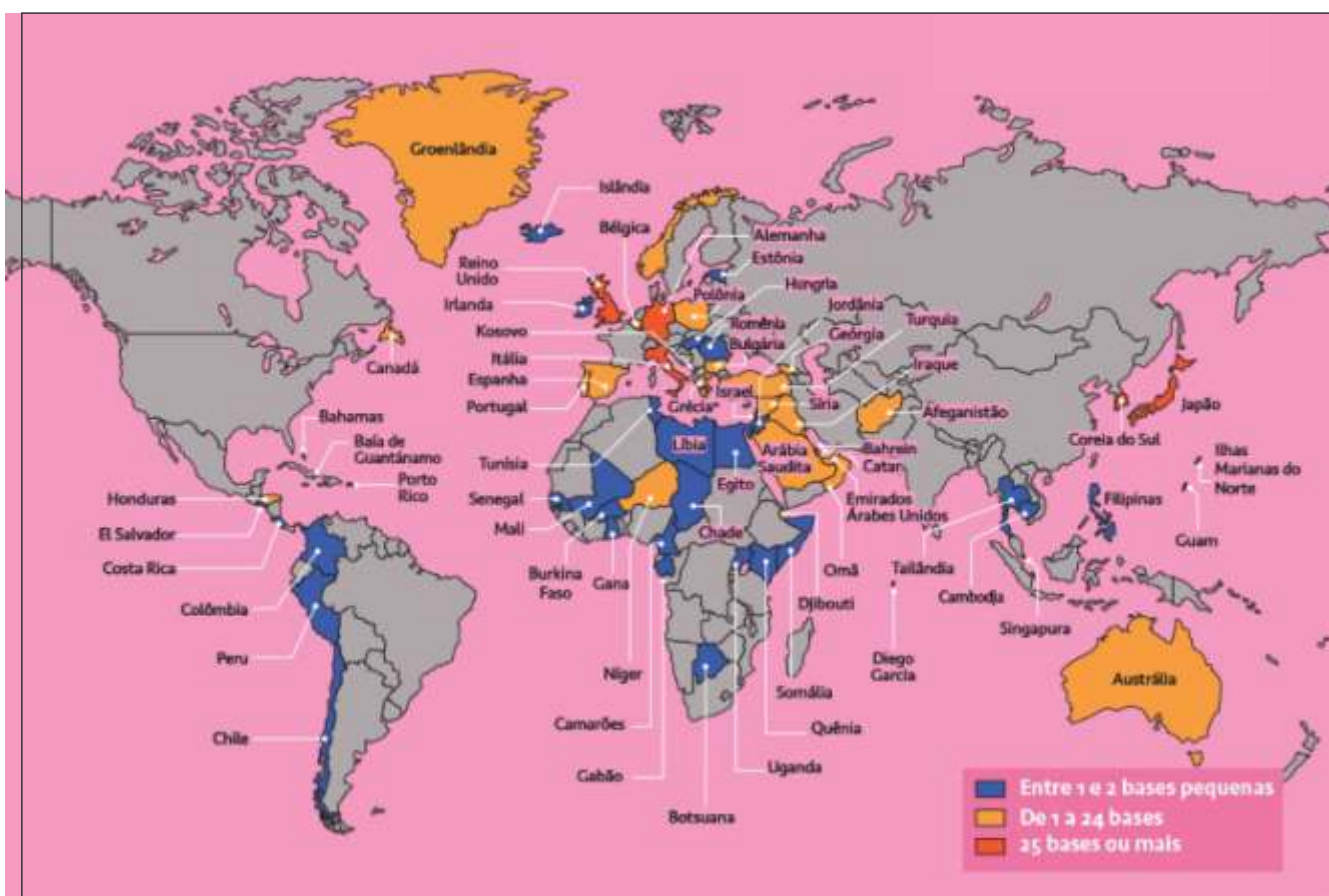 Groenlândia
Islândia
Bélgica
Alemanha
Estônia
Reino
Unido
Polônia
Hungria
Irlanda
Jordânia
Kosovo
Romênia
Geórgia
Turquia
Bulgária
Itália
Iraque
Canadá
Espanha
Israel
Síria
Portugal
Grécia
Afeganistão
Japão
Bahamas
Coreia do Sul
Baía de
Guantánamo
Líbia
Arábia
Saudita
Bahrein
Catar
Ilhas
Marianas do
Norte
Tunísia
Porto
Rico
Egito
Honduras
Senegal
Emirados
Árabes Unidos
Filipinas
El Salvador
Mali
Chade
Guam
Costa Rica
Burkina
Faso
Gana
Omã
Tailândia
Colômbia
Djibouti
Cambodja
Singapura
Peru
Níger
Diego
Garcia
Austrália
Somália
Camarões
Quênia
Chile
Gabão
Uganda
Botsuana
Entre 1 e 2 bases pequenas
De 1 a 24 bases
25 bases ou mais